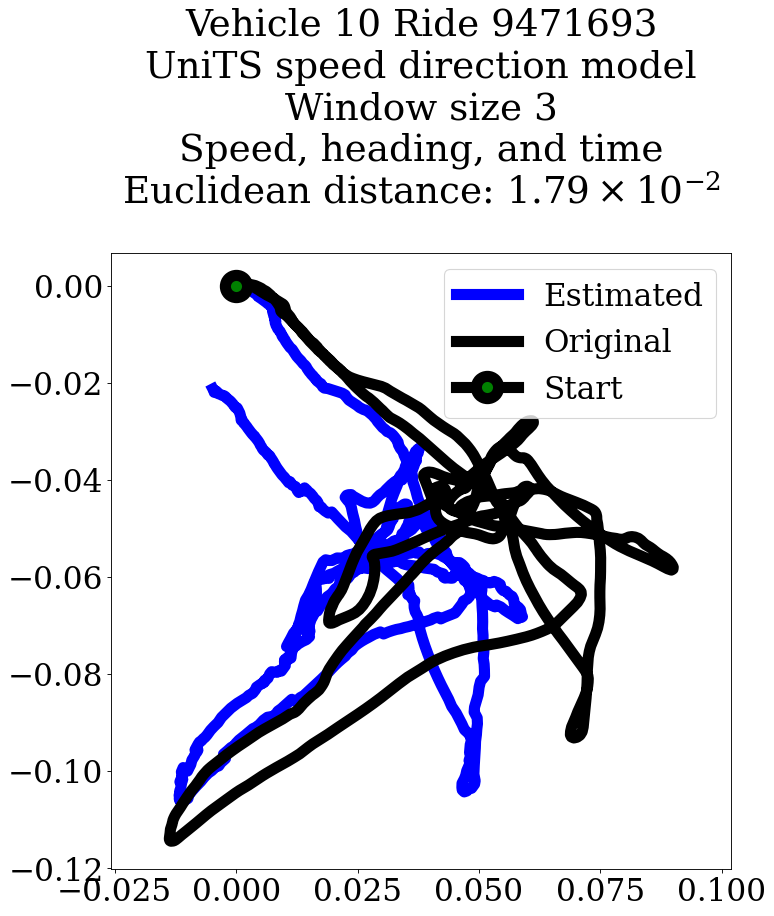 Vehicle 10 Ride 9471693
UniTS speed direction model
Window size 3
Speed, heading, and time
Euclidean distance: 1.79 × 10⁻²
Estimated
Original
Start
0.00
−0.02
−0.04
−0.06
−0.08
−0.10
−0.12
−0.025 0.000 0.025 0.050 0.075 0.100